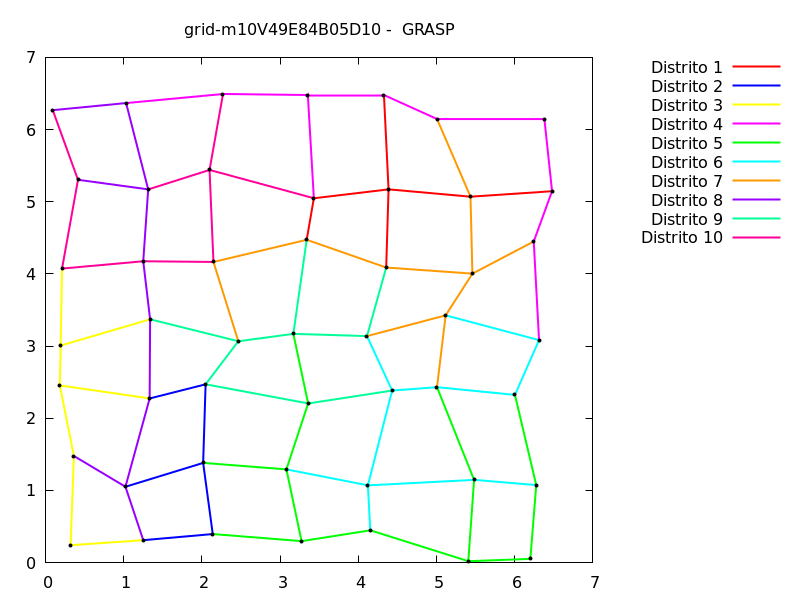 grid-m10V49E84B05D10 -  GRASP
7
6
5
4
3
2
1
0
0 1 2 3 4 5 6 7
Distrito 1
Distrito 2
Distrito 3
Distrito 4
Distrito 5
Distrito 6
Distrito 7
Distrito 8
Distrito 9
Distrito 10